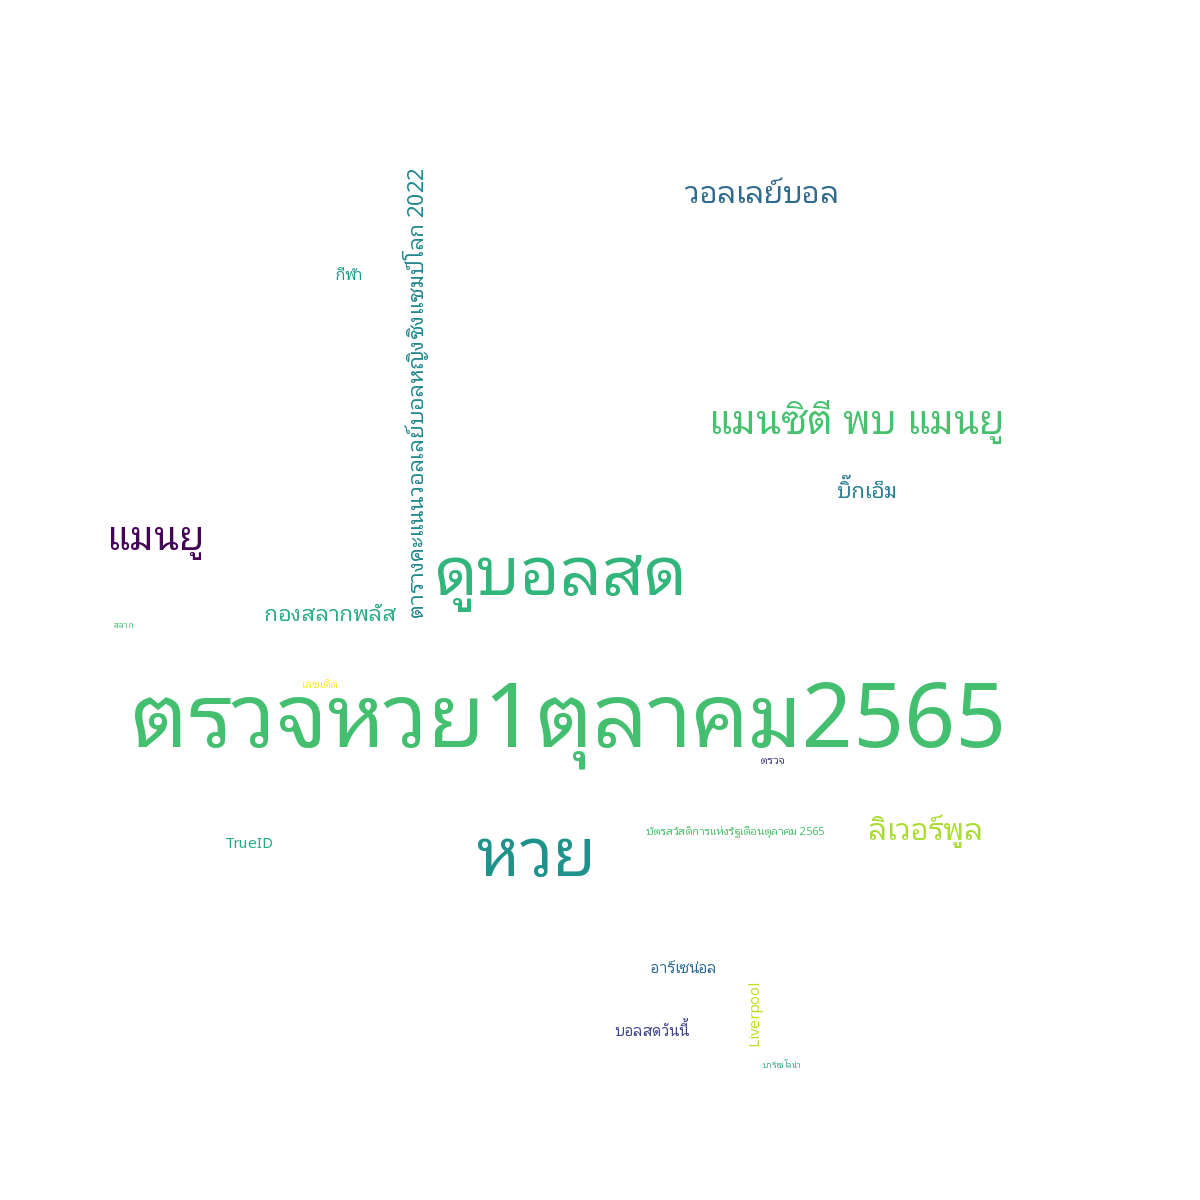 วอลเลย์บอล
กีฬา
ตารางคะแนนวอลเลย์บอลหญิงชิงแชมป์โลก 2022
แมนซิตี พบ แมนยู
บิ๊กเอ็ม
แมนยู
ดูบอลสด
กองสลากพลัส
สลาก
เลขเด็ด
ตรวจหวย1ตุลาคม2565
ตรวจ
ลิเวอร์พูล
บัตรสวัสดิการแห่งรัฐเดือนตุลาคม 2565
TrueID
หวย
อาร์เซน่อล
Liverpool
บอลสดวันนี้
บาร์เซโลน่า